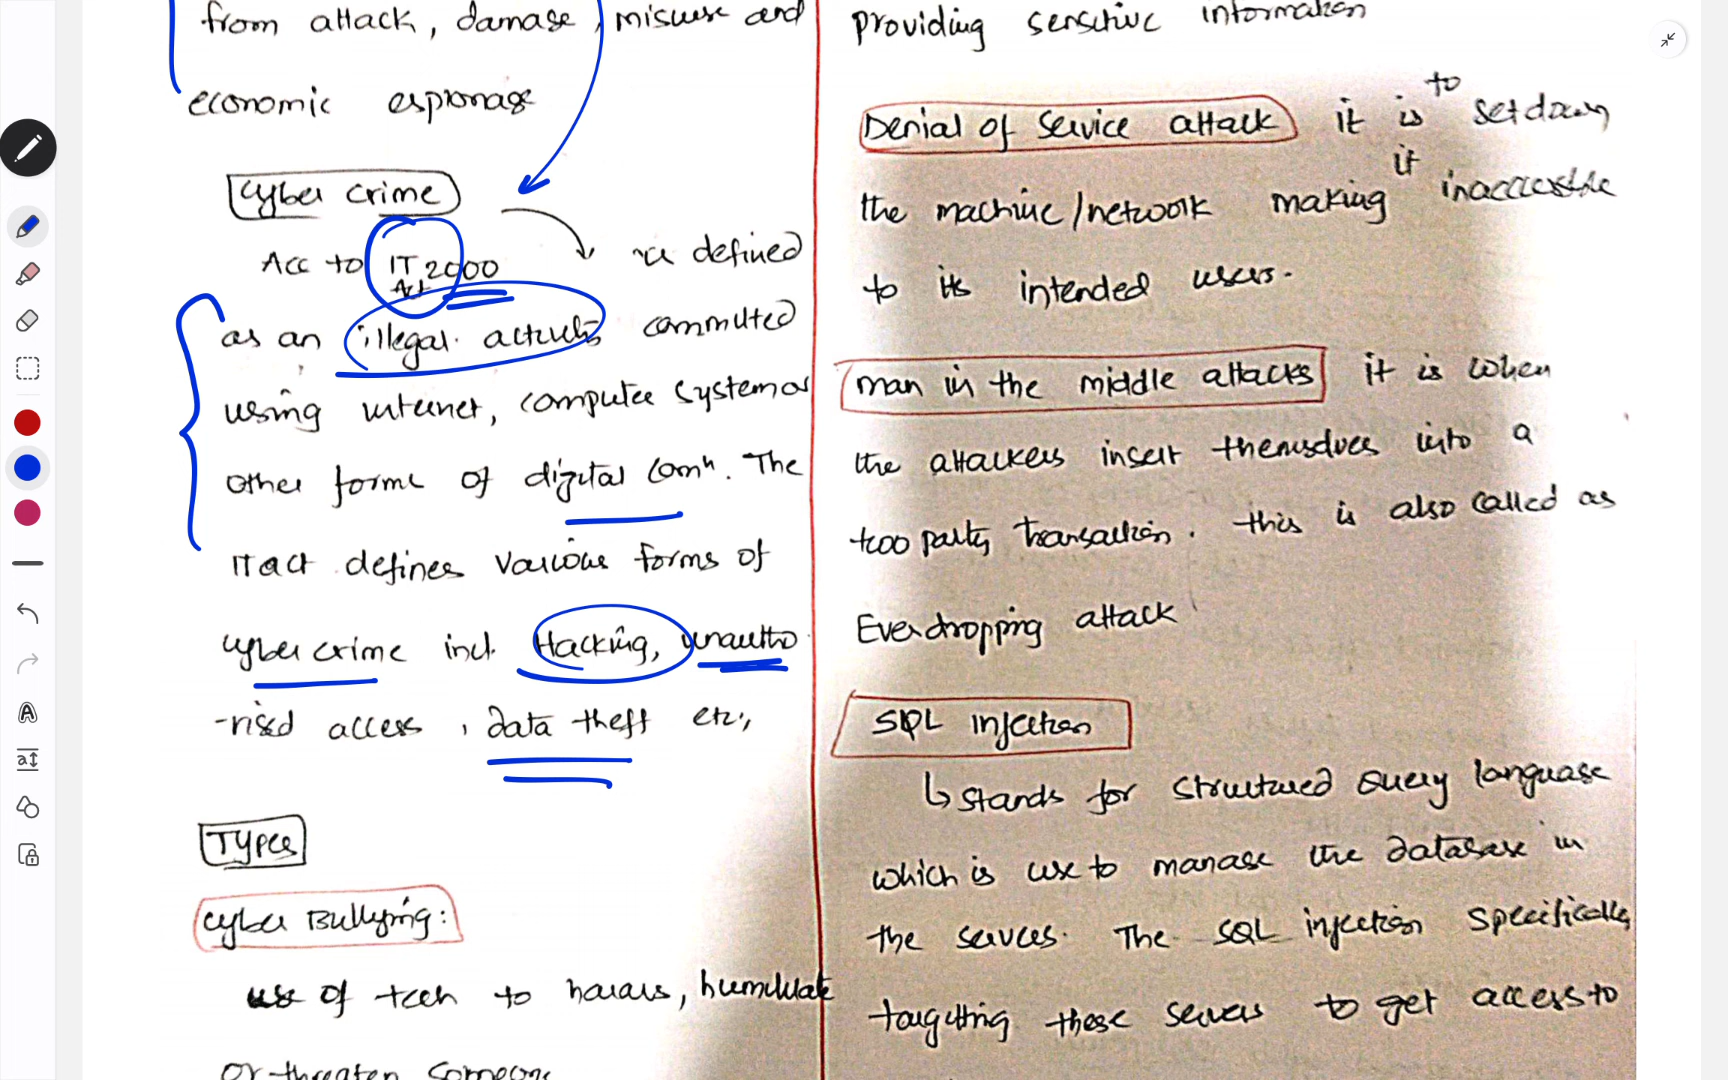 from attack, damage, misuse and
economic espionage
Cyber crime
Acc to IT Act 2000 is defined
as an illegal activity committed
using internet, computer system or
other forms of digital comn. The
IT act defines various forms of
cyber crime incl. Hacking, unautho
-rised access, data theft etc.,
Types
Cyber Bullying:
use of tech to harass, humiliate
or threaten someone
providing sensitive information
Denial of Service attack it is to setdown
the machine/network making it inaccessible
to its intended users.
man in the middle attacks it is when
the attackers insert themselves into a
two party transaction. this is also called as
Evedropping attack
SQL Injection
↳ stands for structured Query language
which is use to manage the database in
the serves. The SQL injection specifically
targetting these servers to get access to